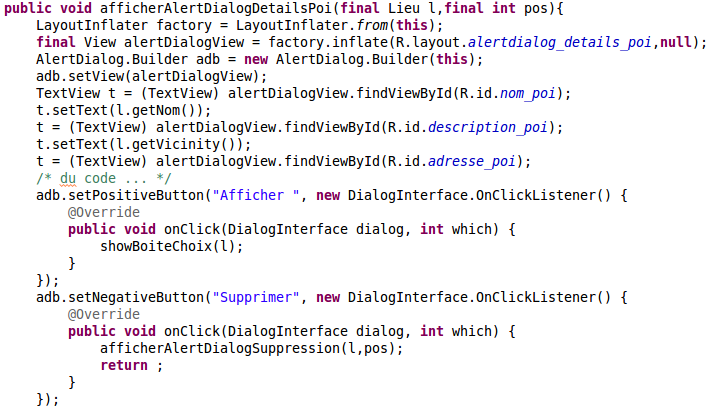 public void afficherAlertDialogDetailsPoi(final Lieu l,final int pos){
    LayoutInflater factory = LayoutInflater.from(this);
    final View alertDialogView = factory.inflate(R.layout.alertdialog_details_poi,null);
    AlertDialog.Builder adb = new AlertDialog.Builder(this);
    adb.setView(alertDialogView);
    TextView t = (TextView) alertDialogView.findViewById(R.id.nom_poi);
    t.setText(l.getNom());
    t = (TextView) alertDialogView.findViewById(R.id.description_poi);
    t.setText(l.getVicinity());
    t = (TextView) alertDialogView.findViewById(R.id.adresse_poi);
    /* du code ... */
    adb.setPositiveButton("Afficher ", new DialogInterface.OnClickListener() {
        @Override
        public void onClick(DialogInterface dialog, int which) {
            showBoiteChoix(l);
        }
    });
    adb.setNegativeButton("Supprimer", new DialogInterface.OnClickListener() {
        @Override
        public void onClick(DialogInterface dialog, int which) {
            afficherAlertDialogSuppression(l,pos);
            return ;
        }
    });